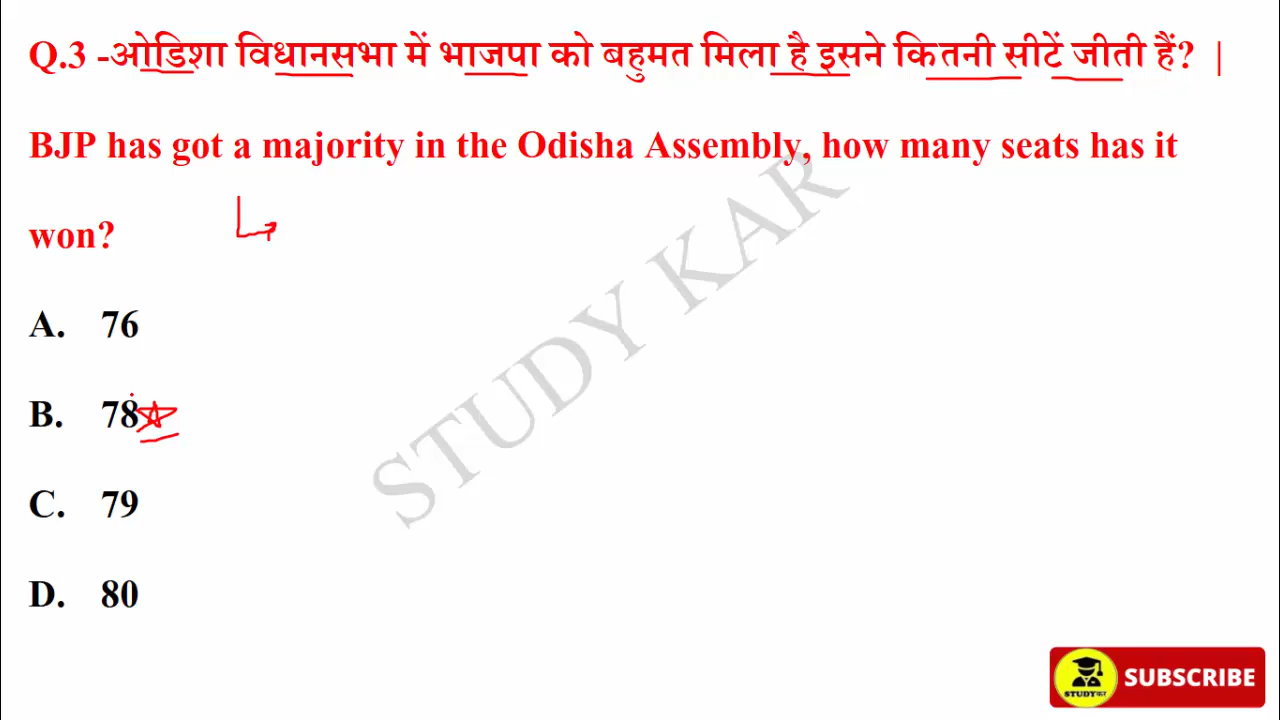 Q.3 -ओडिशा विधानसभा में भाजपा को बहुमत मिला है इसने कितनी सीटें जीती हैं? |
BJP has got a majority in the Odisha Assembly, how many seats has it
won?
A. 76
B. 78
C. 79
D. 80
STUDY KAR
STUDYकर
SUBSCRIBE